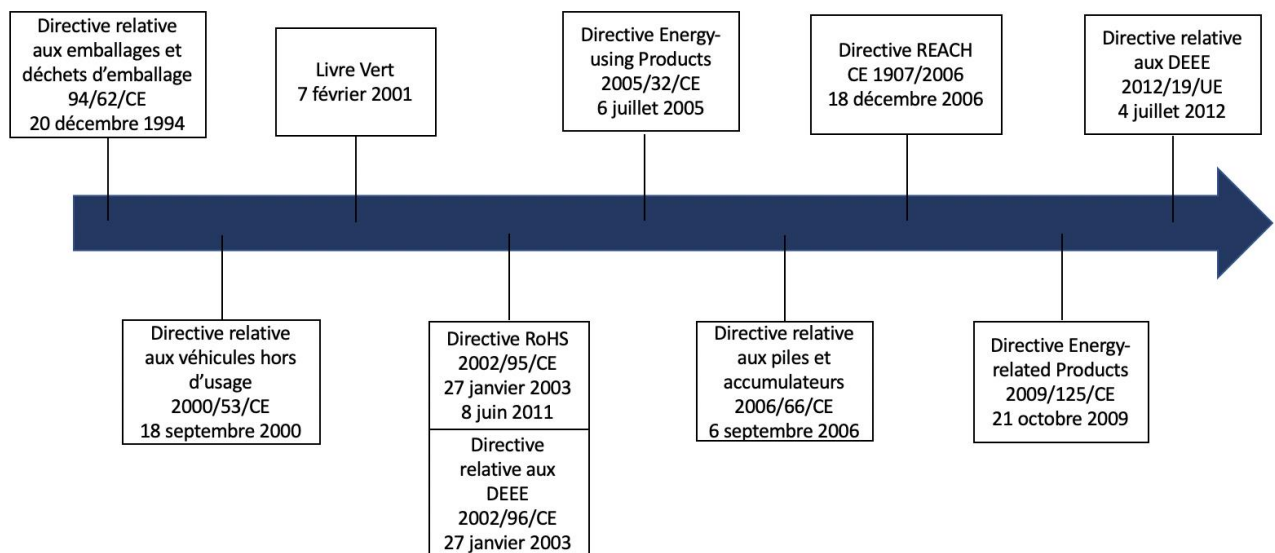 Directive relative
aux emballages et
déchets d’emballage
94/62/CE
20 décembre 1994
Livre Vert
7 février 2001
Directive Energy-
using Products
2005/32/CE
6 juillet 2005
Directive REACH
CE 1907/2006
18 décembre 2006
Directive relative
aux DEEE
2012/19/UE
4 juillet 2012
Directive relative
aux véhicules hors
d’usage
2000/53/CE
18 septembre 2000
Directive RoHS
2002/95/CE
27 janvier 2003
8 juin 2011
Directive
relative aux
DEEE
2002/96/CE
27 janvier 2003
Directive relative
aux piles et
accumulateurs
2006/66/CE
6 septembre 2006
Directive Energy-
related Products
2009/125/CE
21 octobre 2009